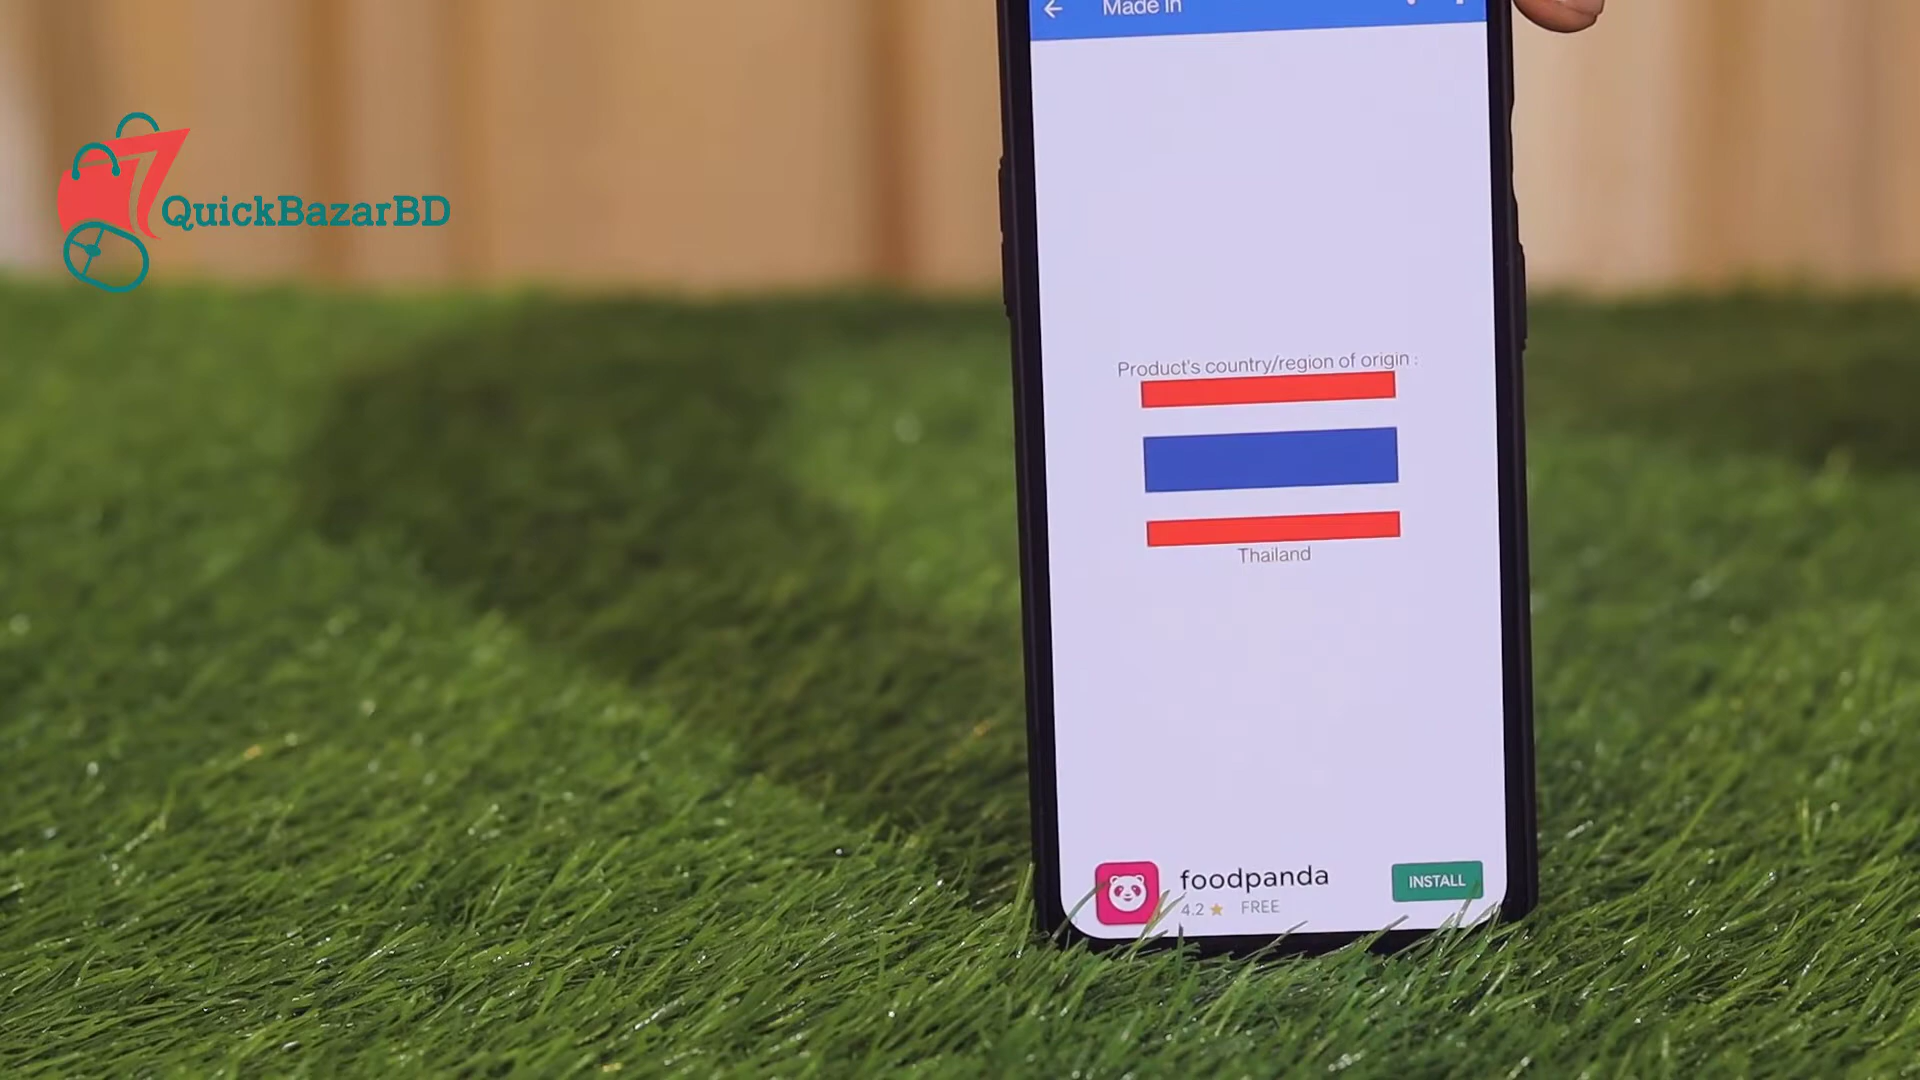 QuickBazarBD
Made in
Product's country/region of origin :
Thailand
foodpanda
4.2 ★ FREE
INSTALL